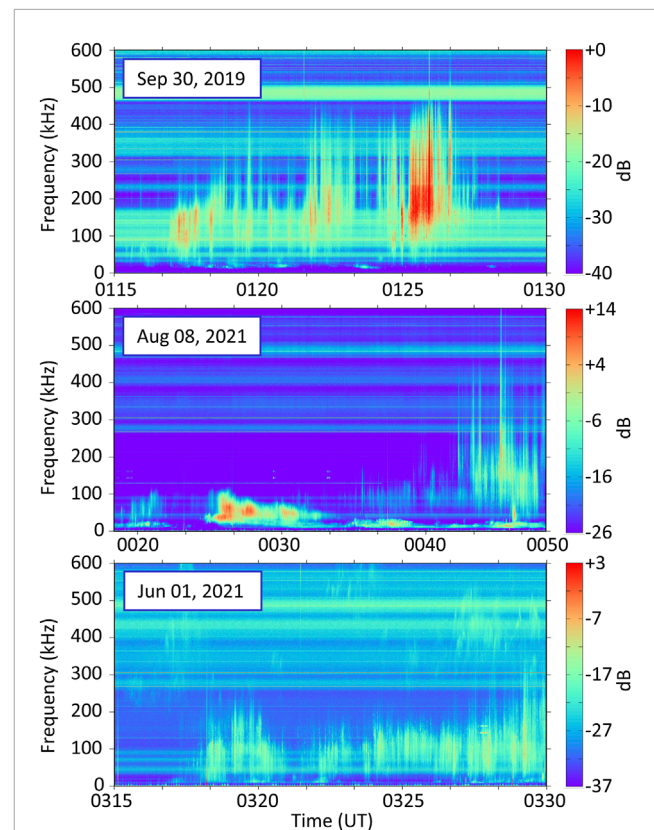 600
Sep 30, 2019
500
400
300
200
100
0
Frequency (kHz)
0115 0120 0125 0130
+0
-10
-20
-30
-40
dB
600
Aug 08, 2021
500
400
300
200
100
0
Frequency (kHz)
0020 0030 0040 0050
+14
+4
-6
-16
-26
dB
600
Jun 01, 2021
500
400
300
200
100
0
Frequency (kHz)
0315 0320 0325 0330
Time (UT)
+3
-7
-17
-27
-37
dB